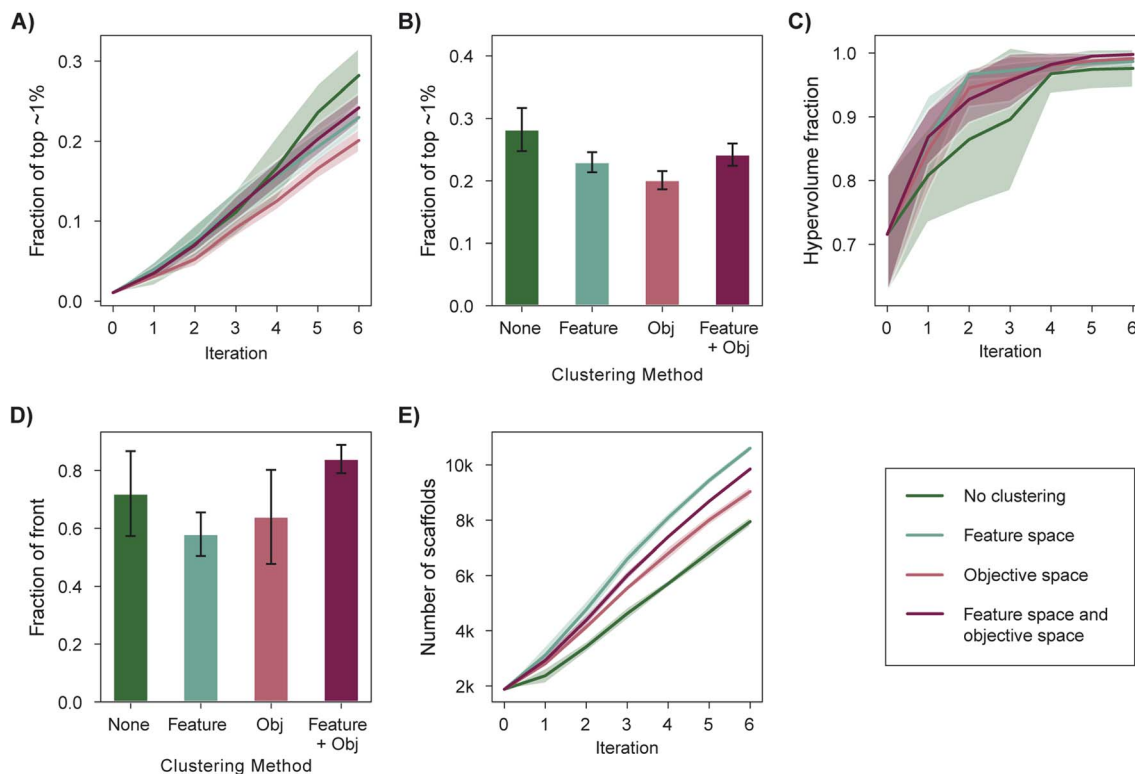 A)
Fraction of top ~1%
0.3
0.2
0.1
0.0
0 1 2 3 4 5 6
Iteration
B)
Fraction of top ~1%
0.4
0.3
0.2
0.1
0.0
None Feature Obj Feature
+ Obj
Clustering Method
C)
Hypervolume fraction
1.0
0.9
0.8
0.7
0 1 2 3 4 5 6
Iteration
D)
Fraction of front
0.8
0.6
0.4
0.2
0.0
None Feature Obj Feature
+ Obj
Clustering Method
E)
Number of scaffolds
10k
8k
6k
4k
2k
0 1 2 3 4 5 6
Iteration
No clustering
Feature space
Objective space
Feature space and
objective space